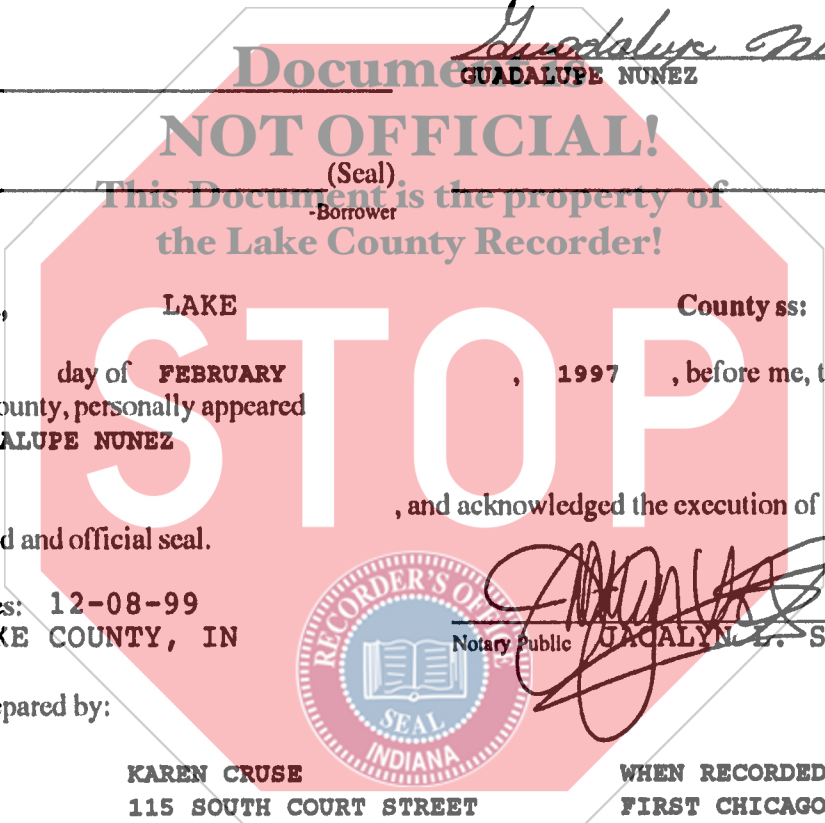 Guadalupe
Document is
GUADALUPE NUNEZ
NOT OFFICIAL!
(Seal)
This Document is the property of
-Borrower
the Lake County Recorder!
, LAKE County ss:
day of FEBRUARY , 1997 , before me, t
ounty, personally appeared
ALUPE NUNEZ
STOP
, and acknowledged the execution of
d and official seal.
es: 12-08-99
KE COUNTY, IN
Notary Public JACALYN L. S
RECORDER'S OFFICE
SEAL
INDIANA
epared by:
KAREN CRUSE WHEN RECORDED
115 SOUTH COURT STREET FIRST CHICAGO